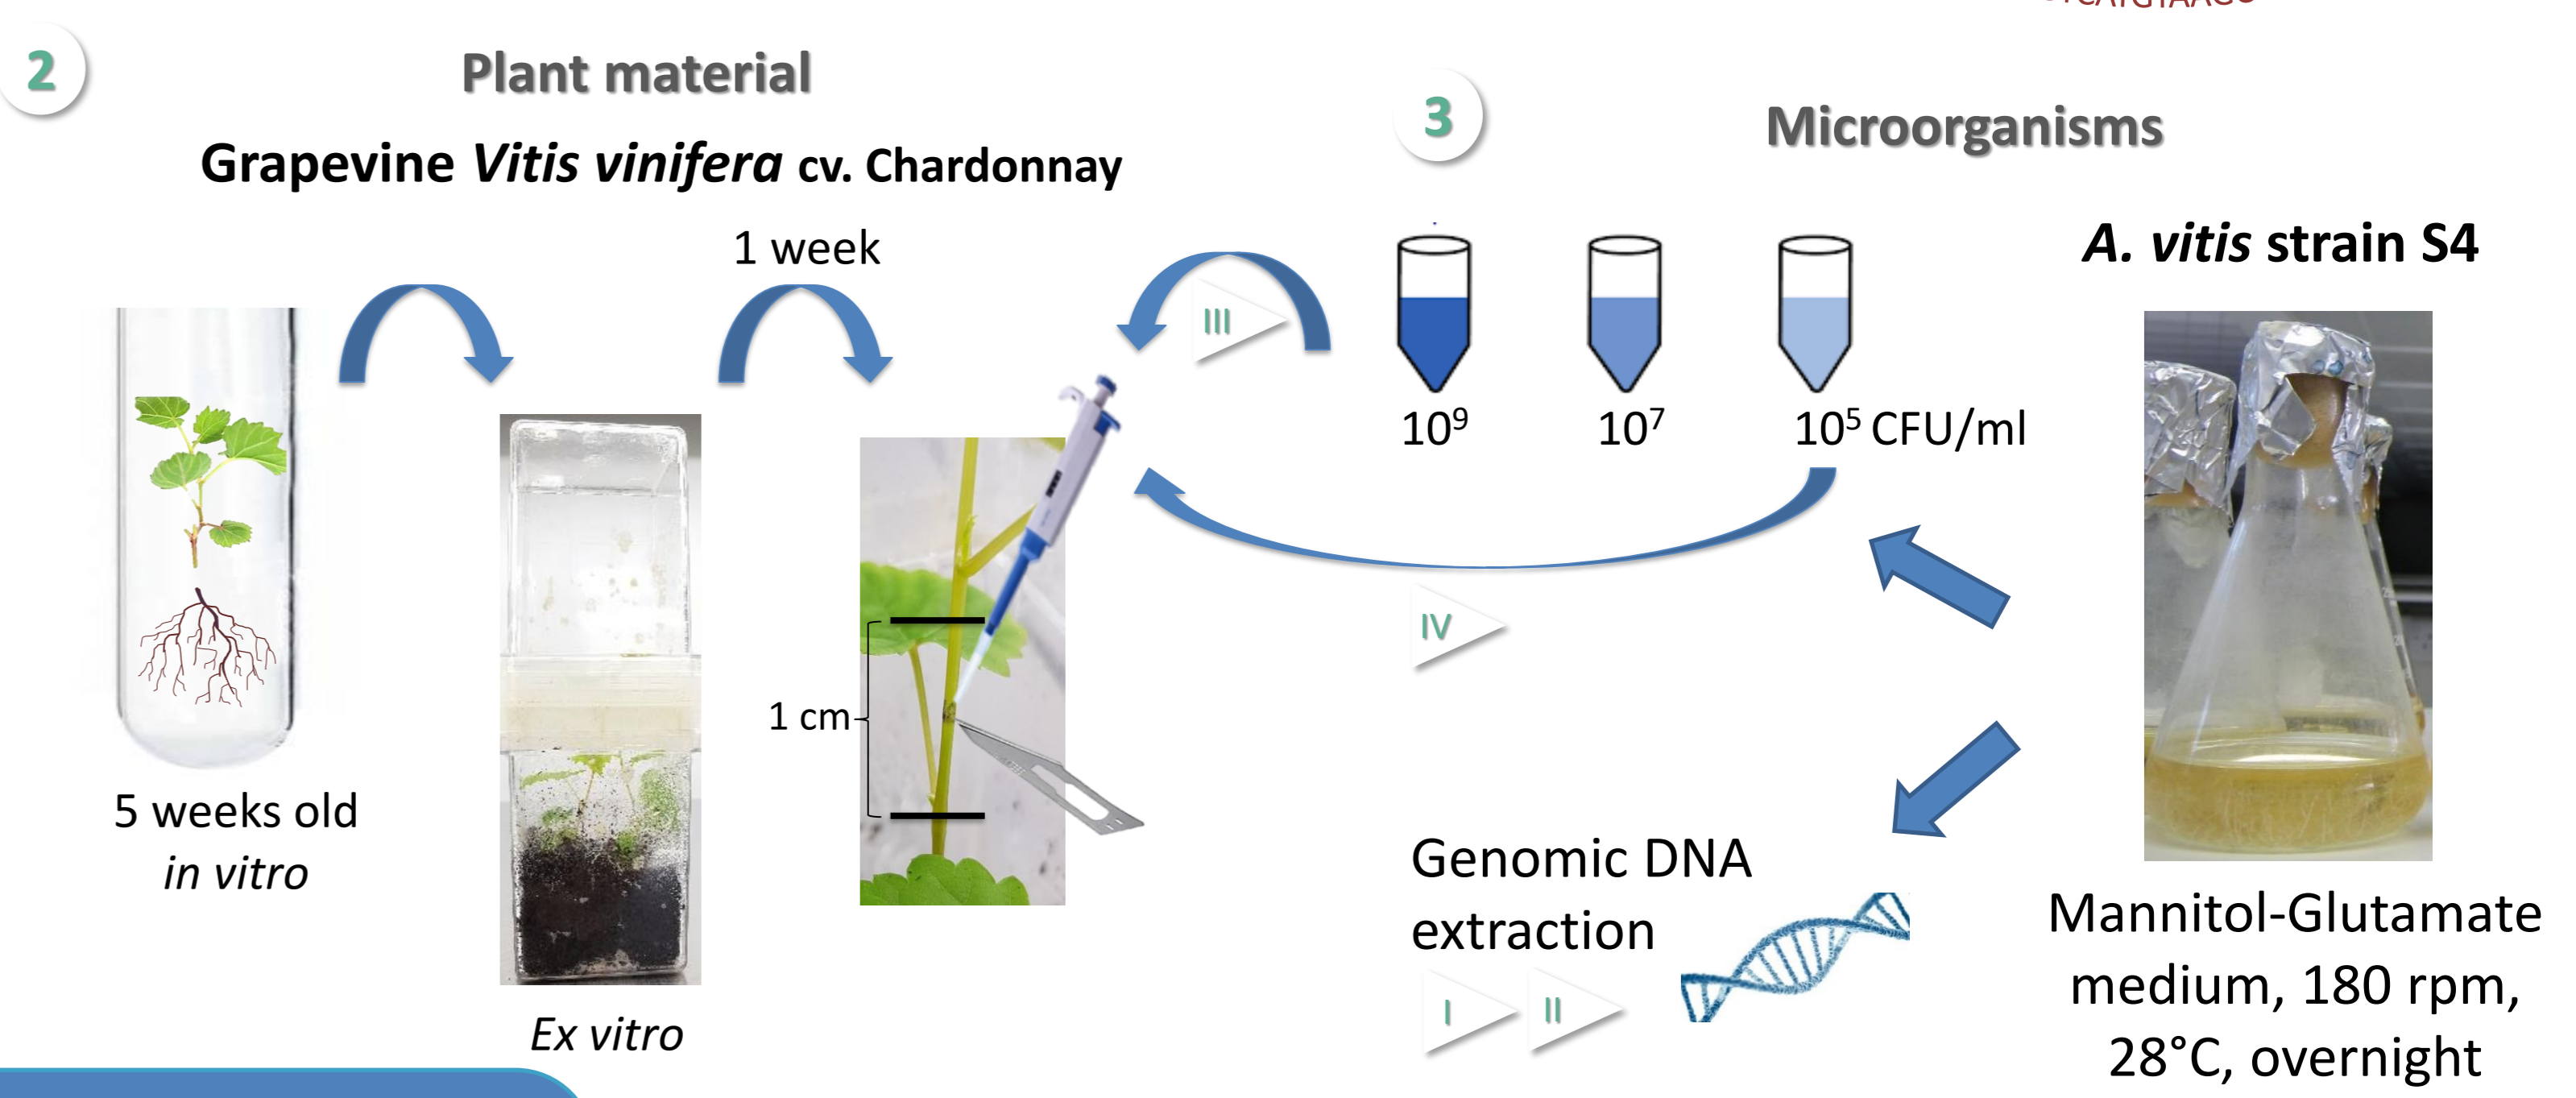 2
Plant material
Grapevine Vitis vinifera cv. Chardonnay
1 week
5 weeks old
in vitro
Ex vitro
1 cm
3
Microorganisms
III
10⁹ 10⁷ 10⁵ CFU/ml
IV
A. vitis strain S4
Genomic DNA
extraction
I II
Mannitol-Glutamate
medium, 180 rpm,
28°C, overnight